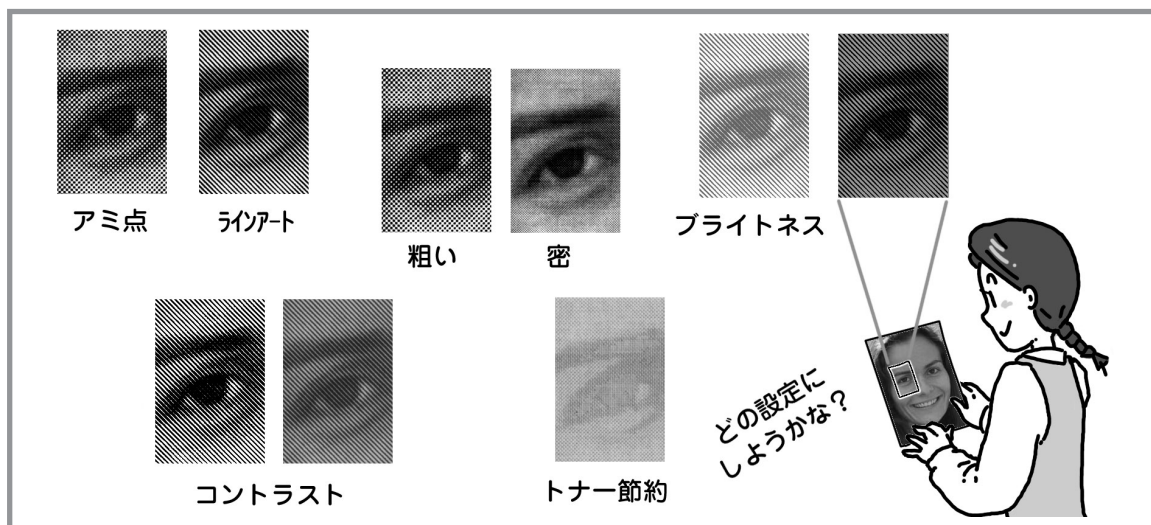 アミ点
ラインアート
粗い
密
ブライトネス
コントラスト
トナー節約
どの設定に
しようかな？